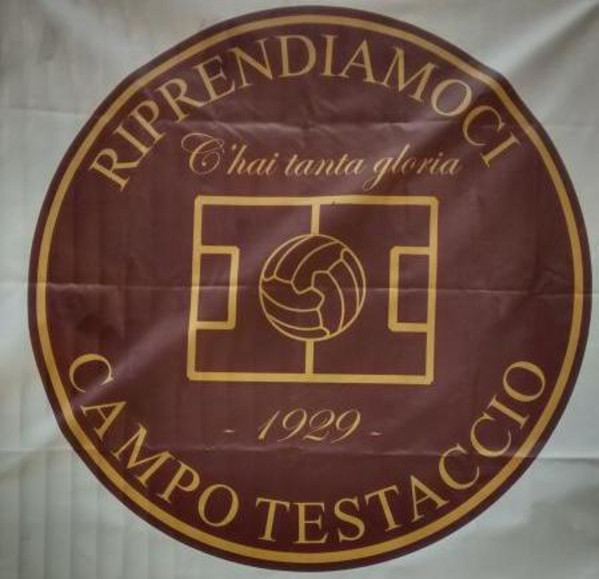 RIPRENDIAMOCI
C'hai tanta gloria
- 1929 -
CAMPO TESTACCIO